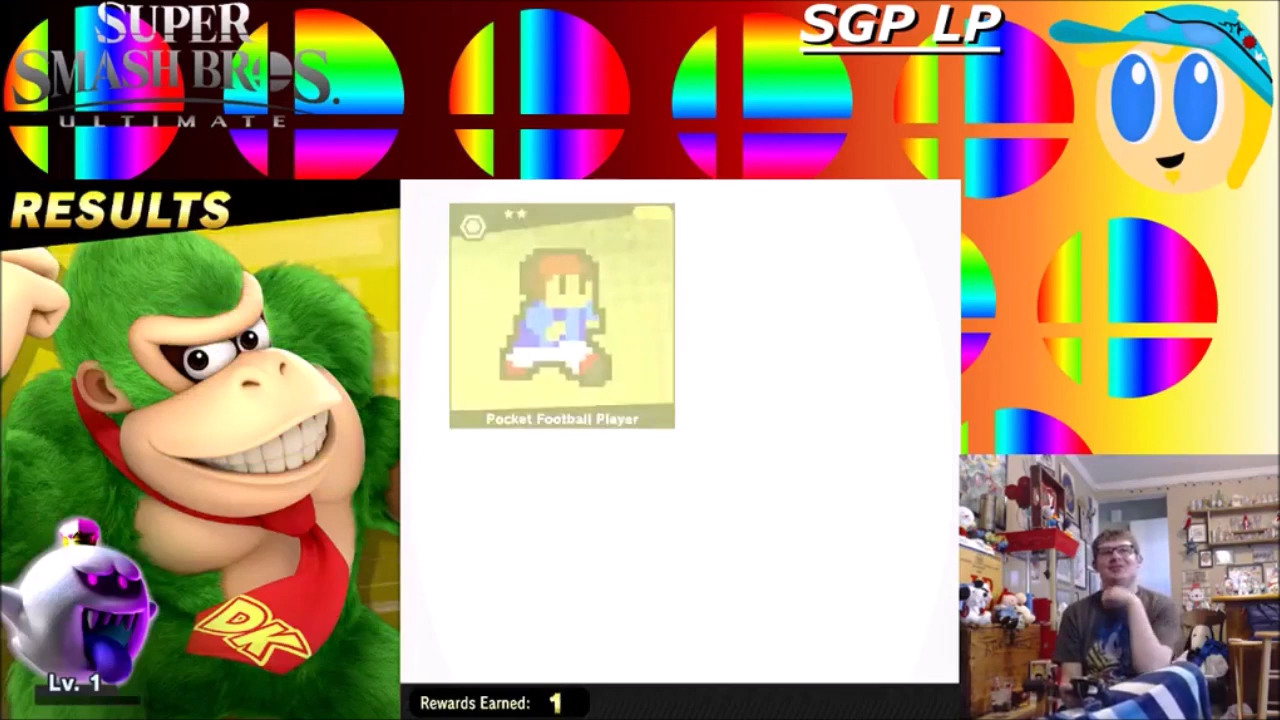 SUPER
SMASH BROS.
ULTIMATE
SGP LP
RESULTS
Pocket Football Player
DK
Lv. 1
Rewards Earned: 1